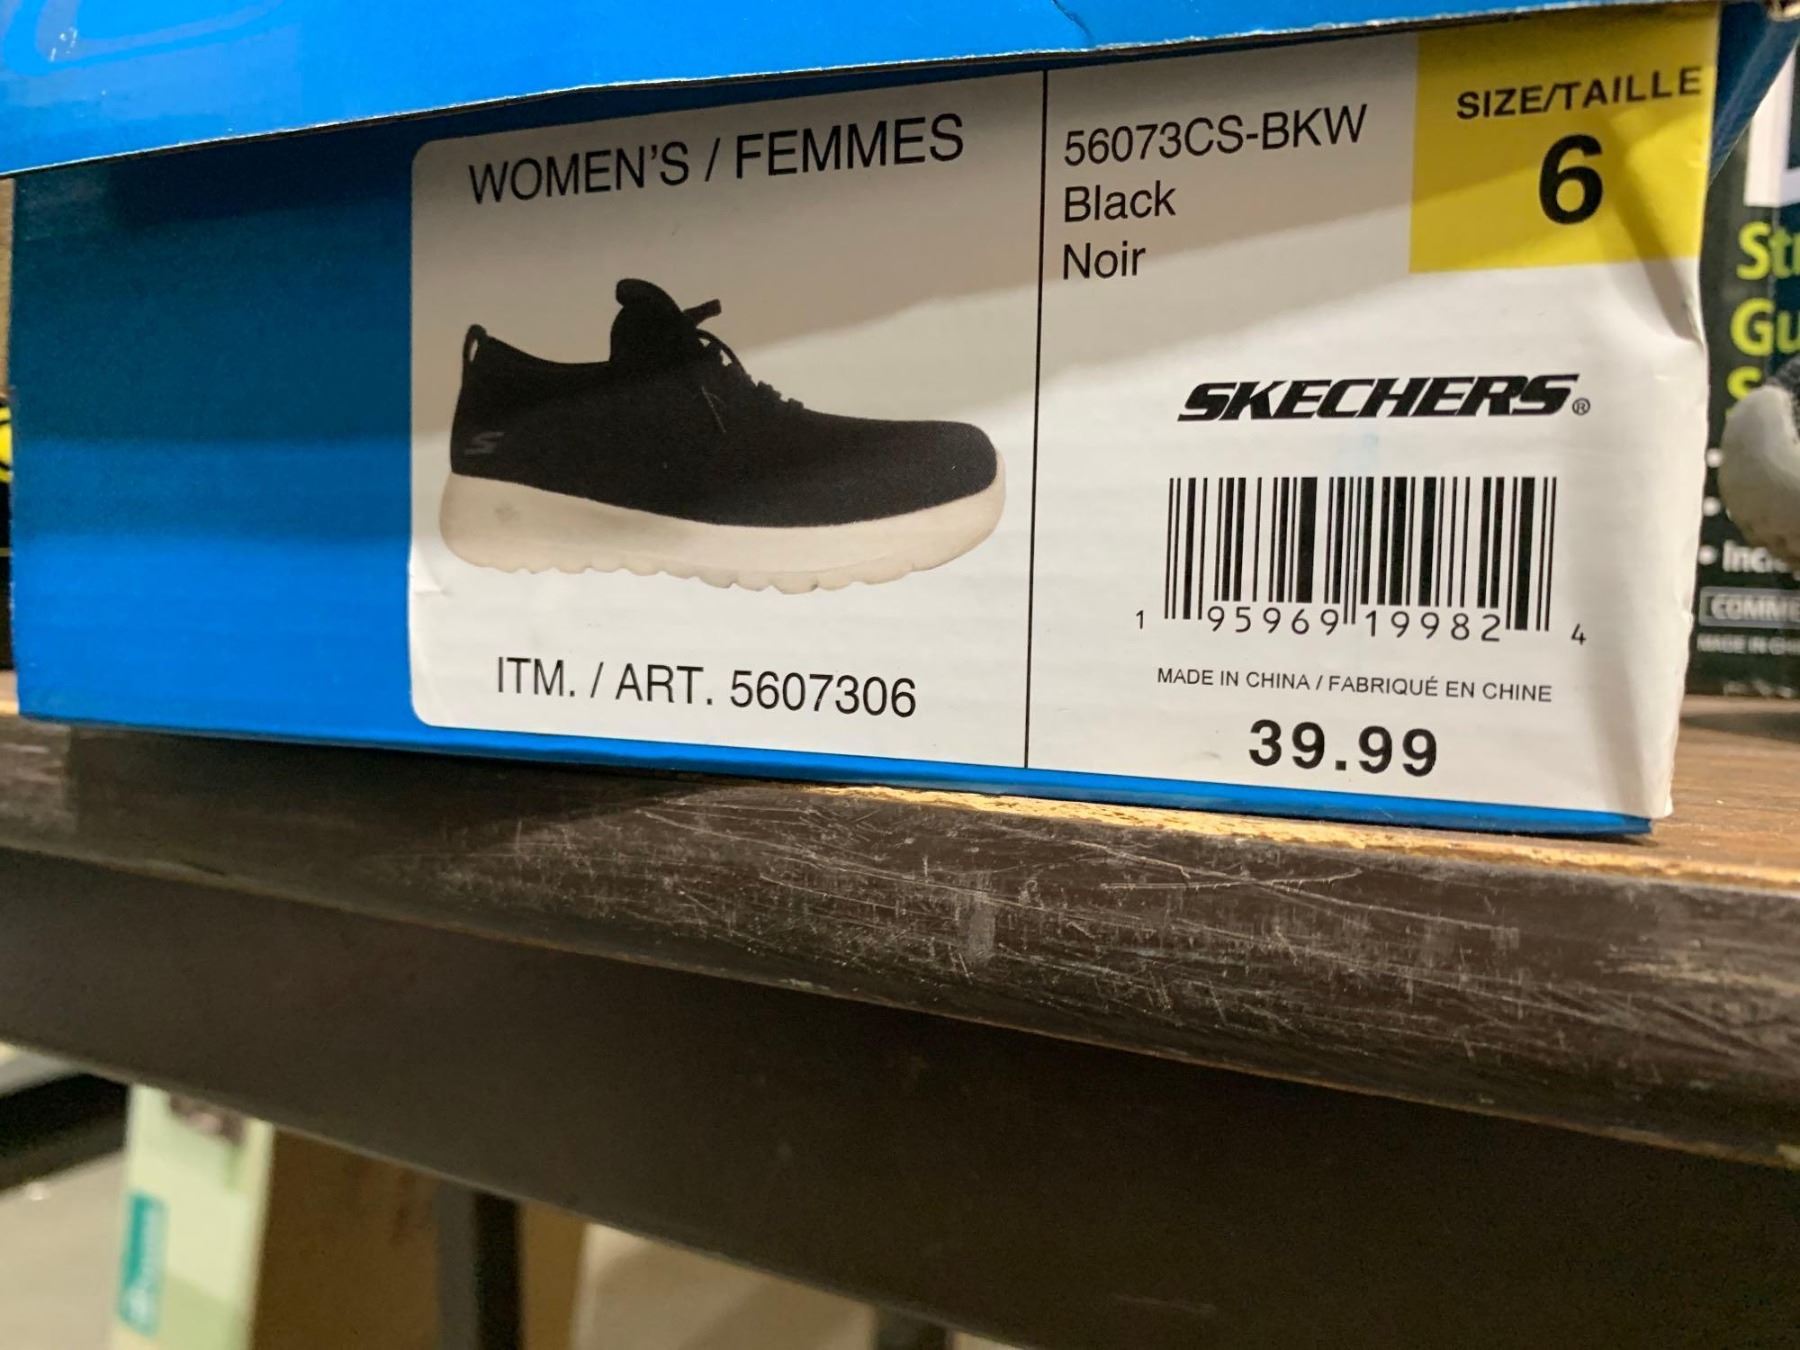 WOMEN'S / FEMMES
ITM. / ART. 5607306
56073CS-BKW
Black
Noir
SIZE/TAILLE
6
SKECHERS®
1 95969 19982 4
MADE IN CHINA / FABRIQUÉ EN CHINE
39.99